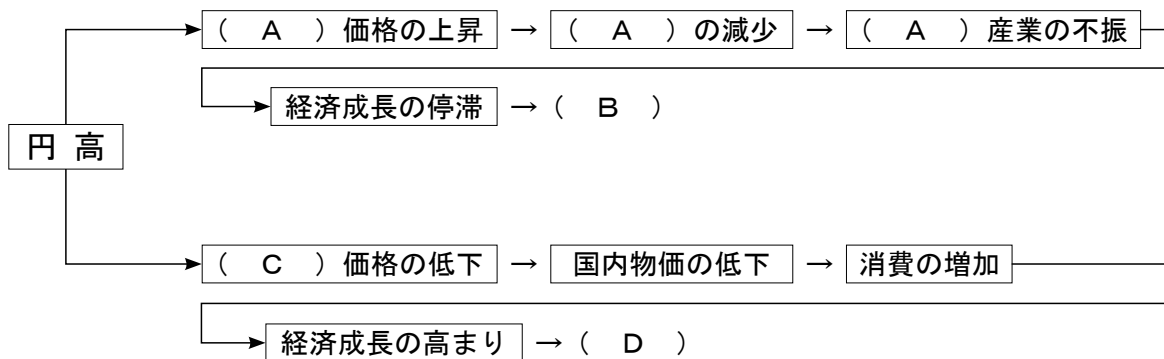 (　A　)価格の上昇 → (　A　)の減少 → (　A　)産業の不振
経済成長の停滞 → (　B　)
円 高
(　C　)価格の低下 → 国内物価の低下 → 消費の増加
経済成長の高まり → (　D　)